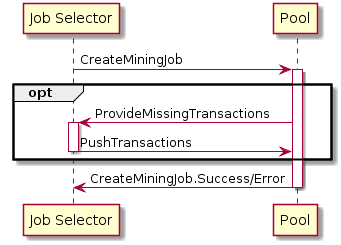 Job Selector Pool
CreateMiningJob
opt
ProvideMissingTransactions
PushTransactions
CreateMiningJob.Success/Error
Job Selector Pool